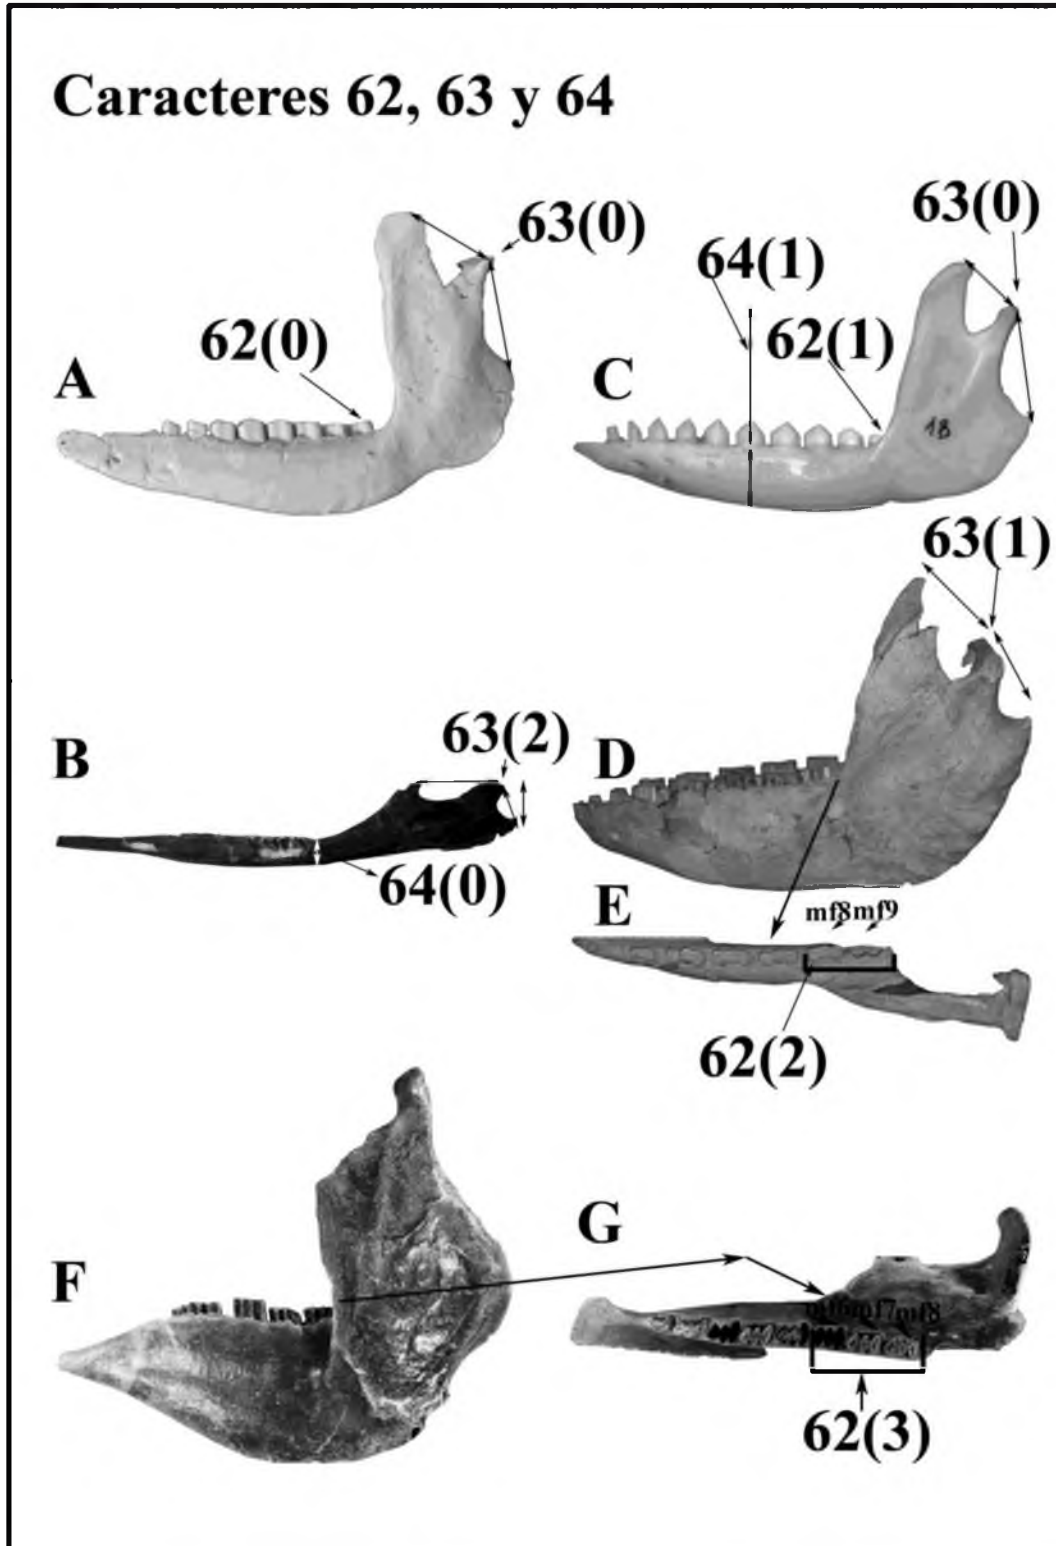 Caracteres 62, 63 y 64
63(0)
63(0)
64(1)
62(0)
62(1)
A
C
18
63(1)
63(2)
B
D
64(0)
E
mf8mf9
62(2)
G
F
mf6mf7mf8
62(3)